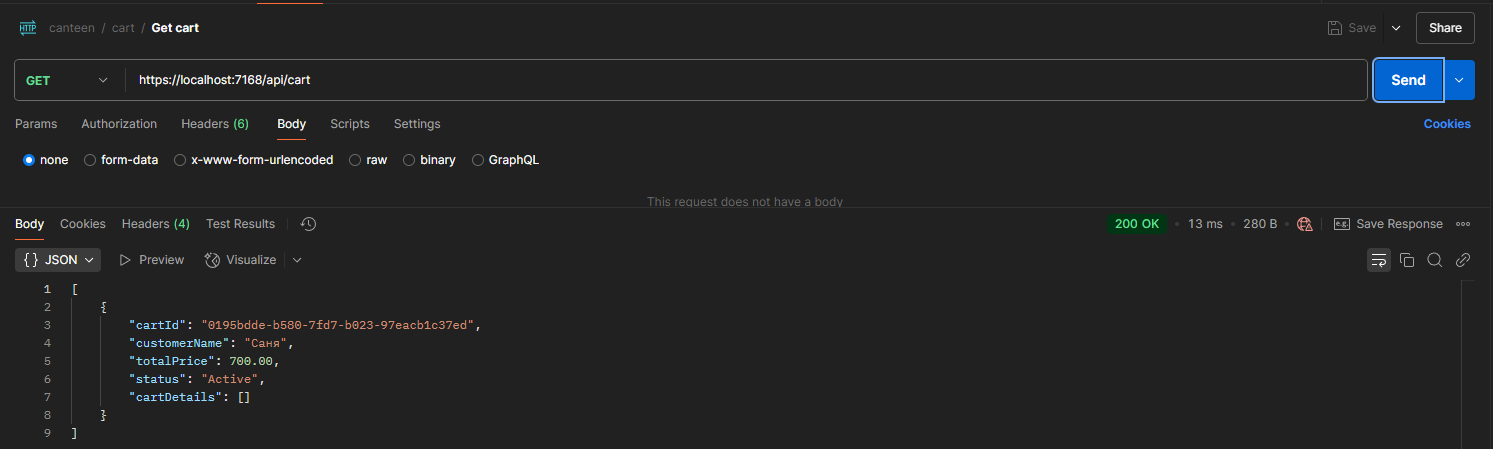 HTTP canteen / cart / Get cart Save Share
GET https://localhost:7168/api/cart Send
Params Authorization Headers (6) Body Scripts Settings Cookies
none form-data x-www-form-urlencoded raw binary GraphQL
This request does not have a body
Body Cookies Headers (4) Test Results 200 OK • 13 ms • 280 B e.g. Save Response
{} JSON Preview Visualize
1 [
2 {
3 "cartId": "0195bdde-b580-7fd7-b023-97eacb1c37ed",
4 "customerName": "Саня",
5 "totalPrice": 700.00,
6 "status": "Active",
7 "cartDetails": []
8 }
9 ]